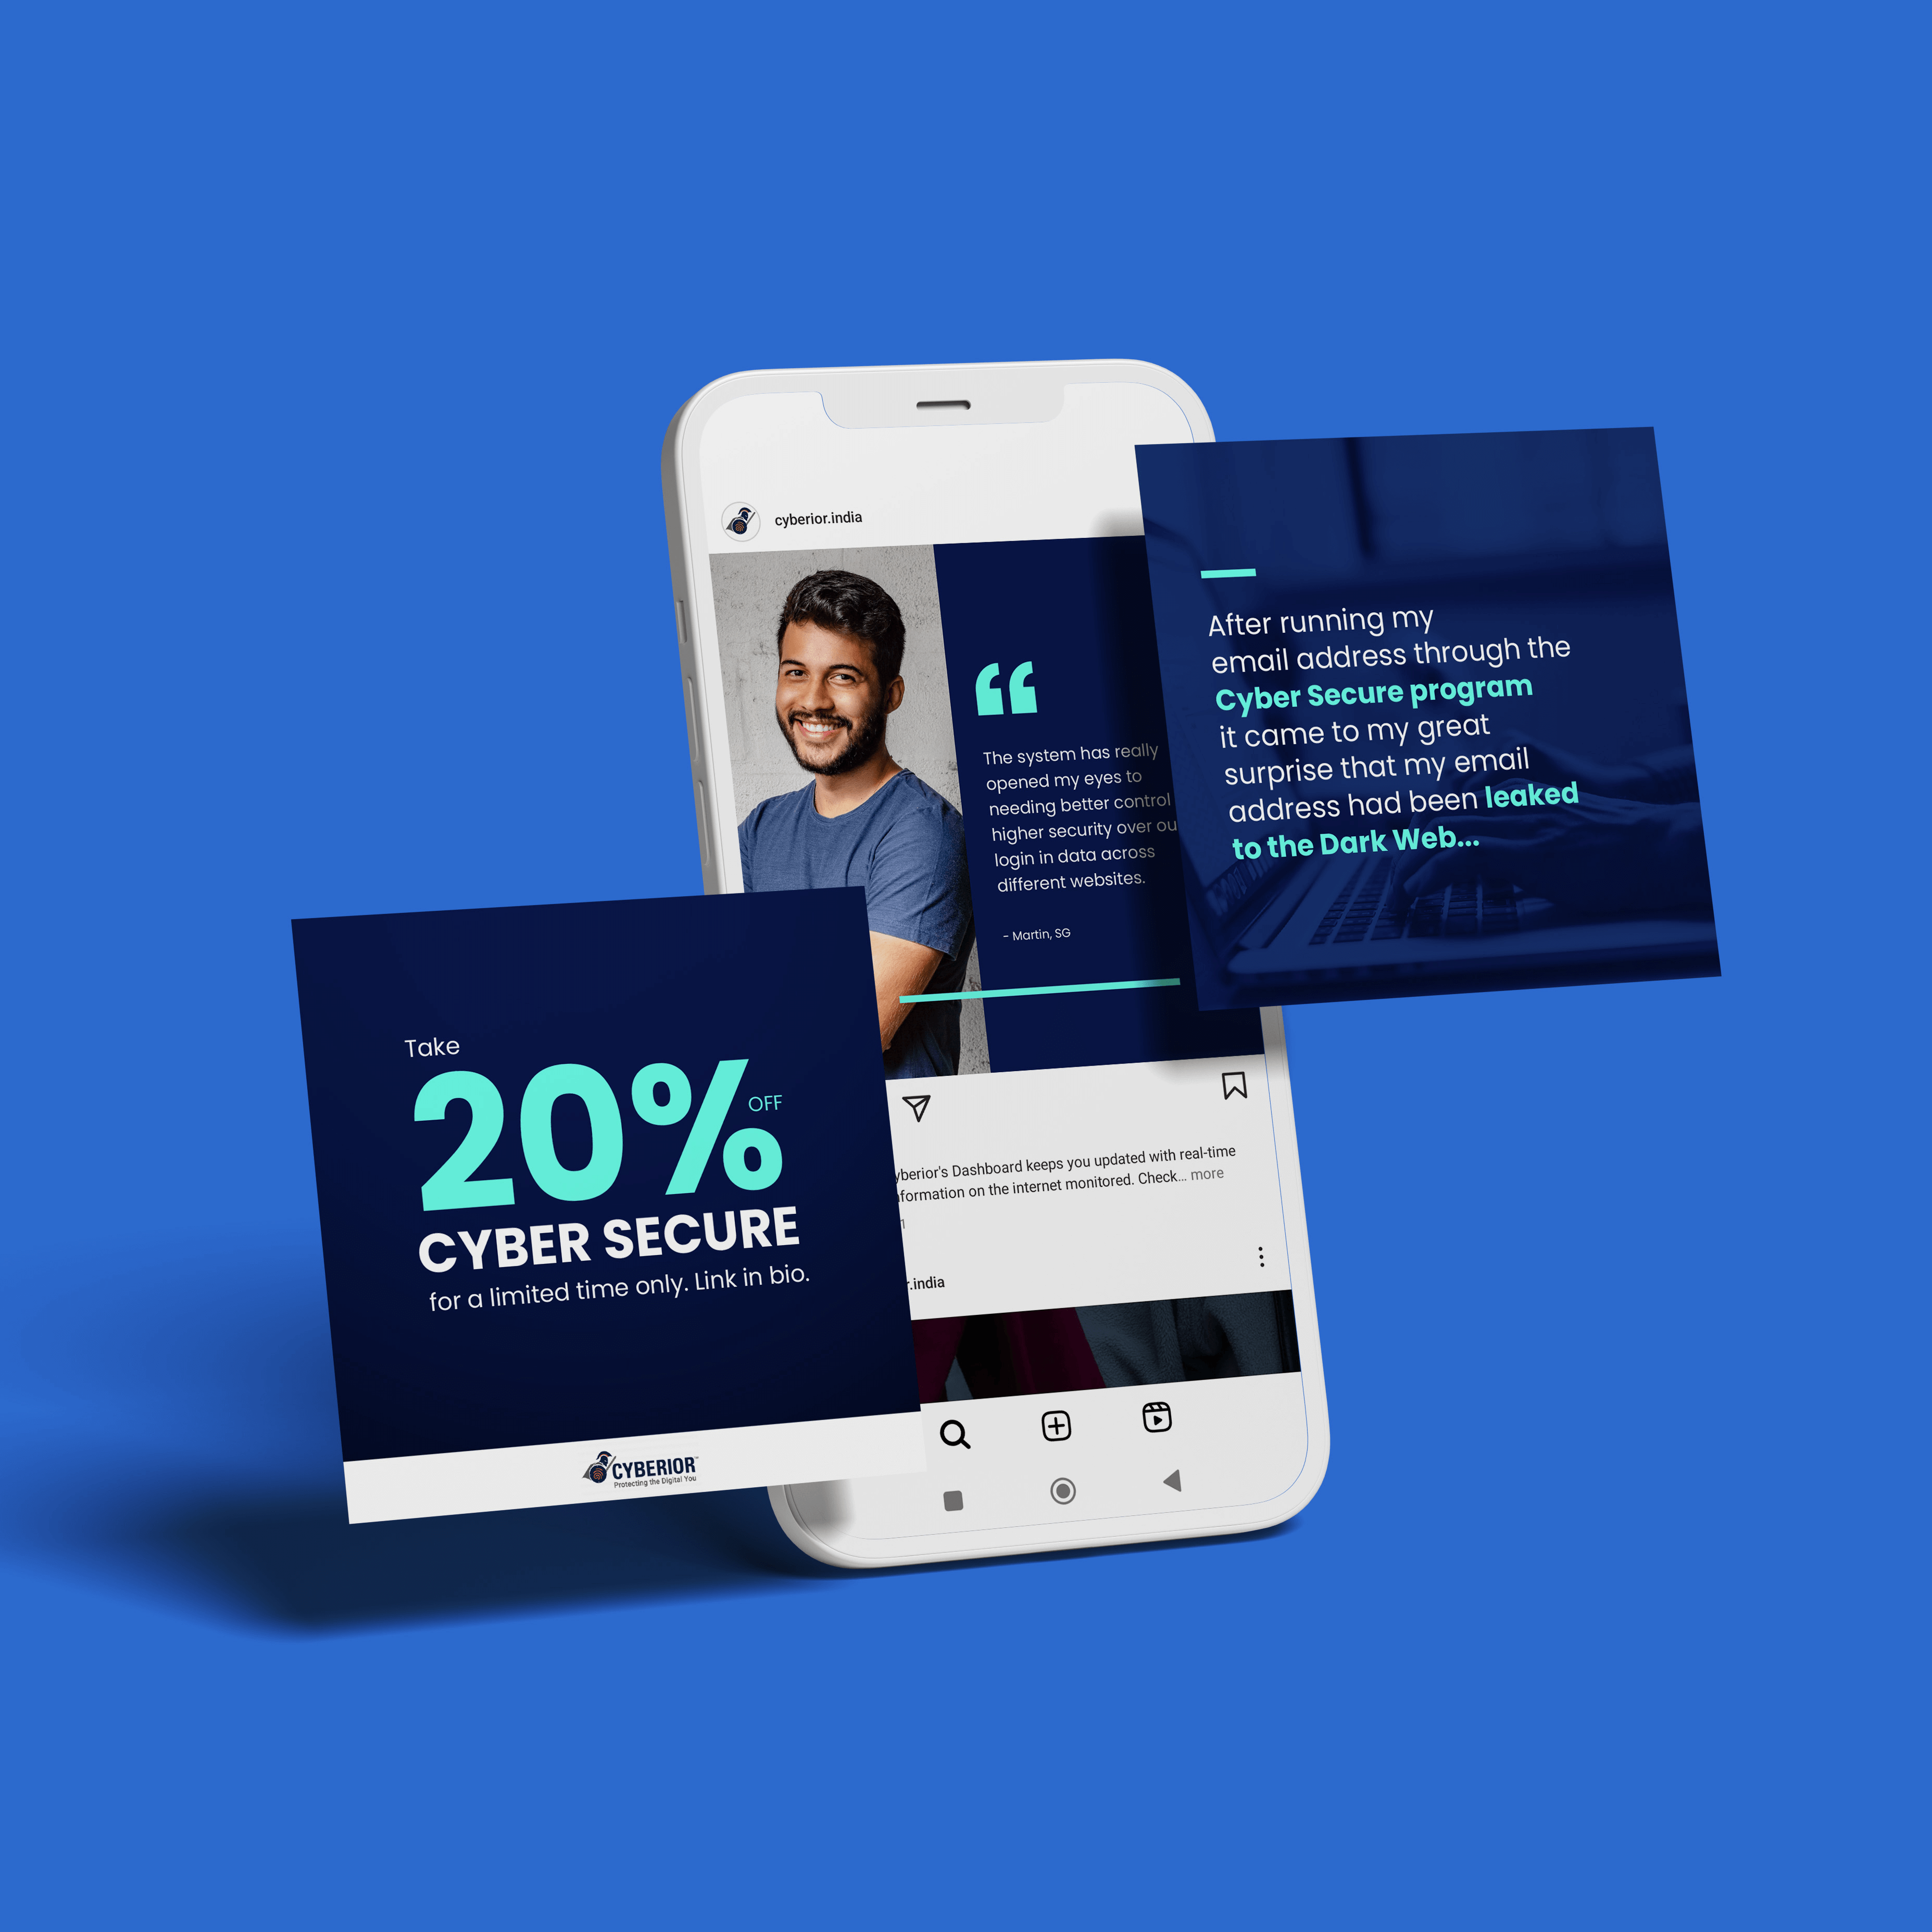 cyberior.india
The system has really
opened my eyes to
needing better control
higher security over ou
login in data across
different websites.
- Martin, SG
After running my
email address through the
Cyber Secure program
it came to my great
surprise that my email
address had been leaked
to the Dark Web...
Take
20%
OFF
CYBER SECURE
for a limited time only. Link in bio.
CYBERIOR™
Protecting the Digital You
yberior's Dashboard keeps you updated with real-time
nformation on the internet monitored. Check... more
1
r.india